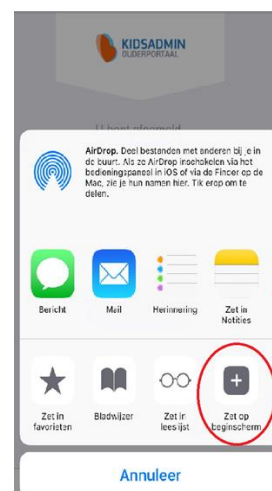 KIDSADMIN
OUDERPORTAAL
U bent afgemeld
AirDrop. Deel bestanden met anderen bij je in
de buurt. Als ze AirDrop inschakelen via het
bedieningspaneel in iOS of via de Finder op de
Mac, zie je hun namen hier. Tik erop om te
delen.
Bericht
Mail
Herinnering
Zet in
Notities
Zet in
favorieten
Bladwijzer
Zet in
leeslijst
Zet op
beginscherm
Annuleer